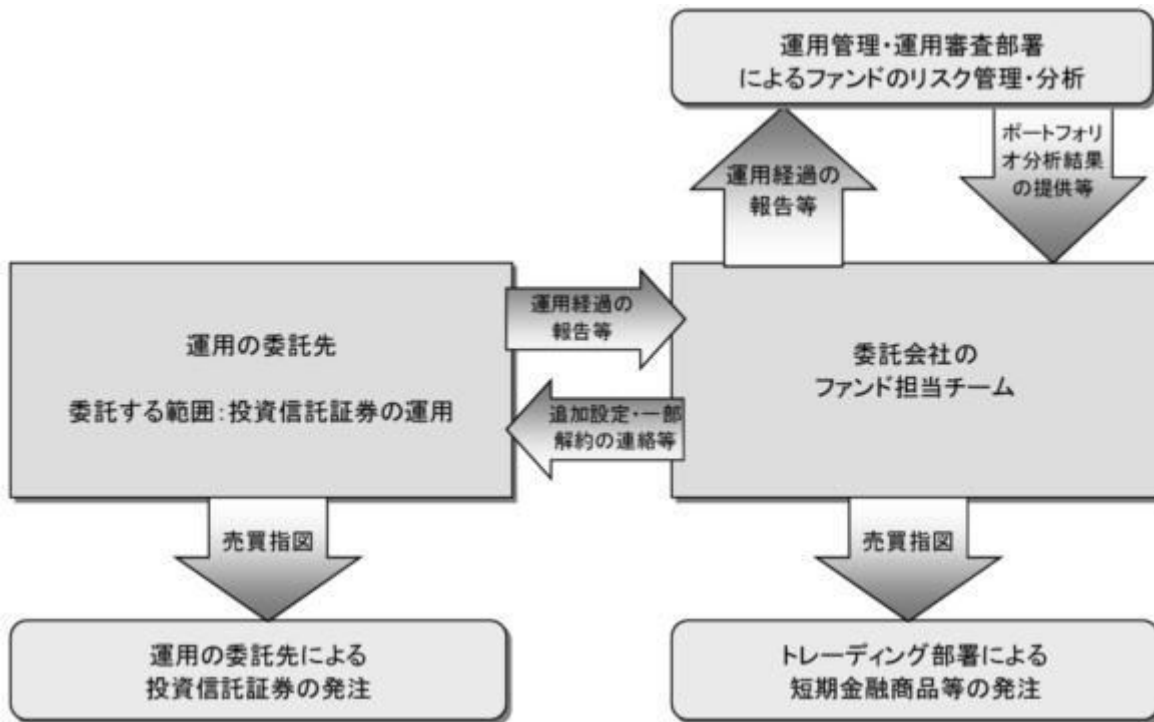 運用管理・運用審査部署
によるファンドのリスク管理・分析
運用経過の
報告等
ポートフォリ
オ分析結果
の提供等
運用の委託先
委託する範囲:投資信託証券の運用
運用経過の
報告等
追加設定・一部
解約の連絡等
委託会社の
ファンド担当チーム
売買指図
売買指図
運用の委託先による
投資信託証券の発注
トレーディング部署による
短期金融商品等の発注